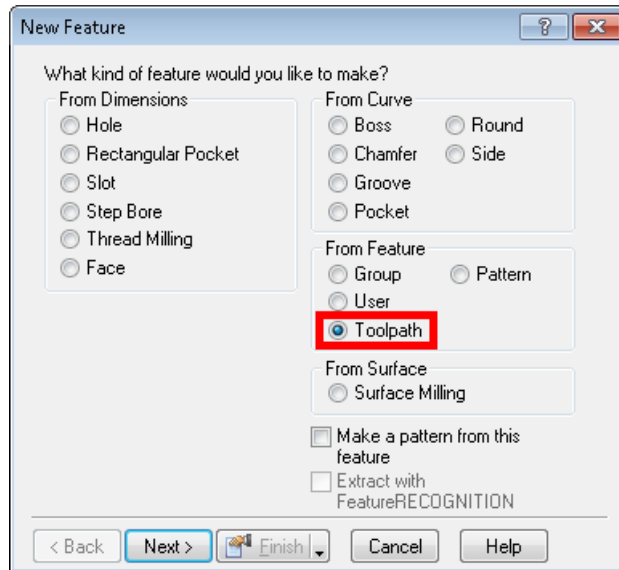 New Feature
What kind of feature would you like to make?
From Dimensions
Hole
Rectangular Pocket
Slot
Step Bore
Thread Milling
Face
From Curve
Boss
Round
Chamfer
Side
Groove
Pocket
From Feature
Group
Pattern
User
Toolpath
From Surface
Surface Milling
Make a pattern from this
feature
Extract with
FeatureRECOGNITION
< Back
Next >
Finish
Cancel
Help